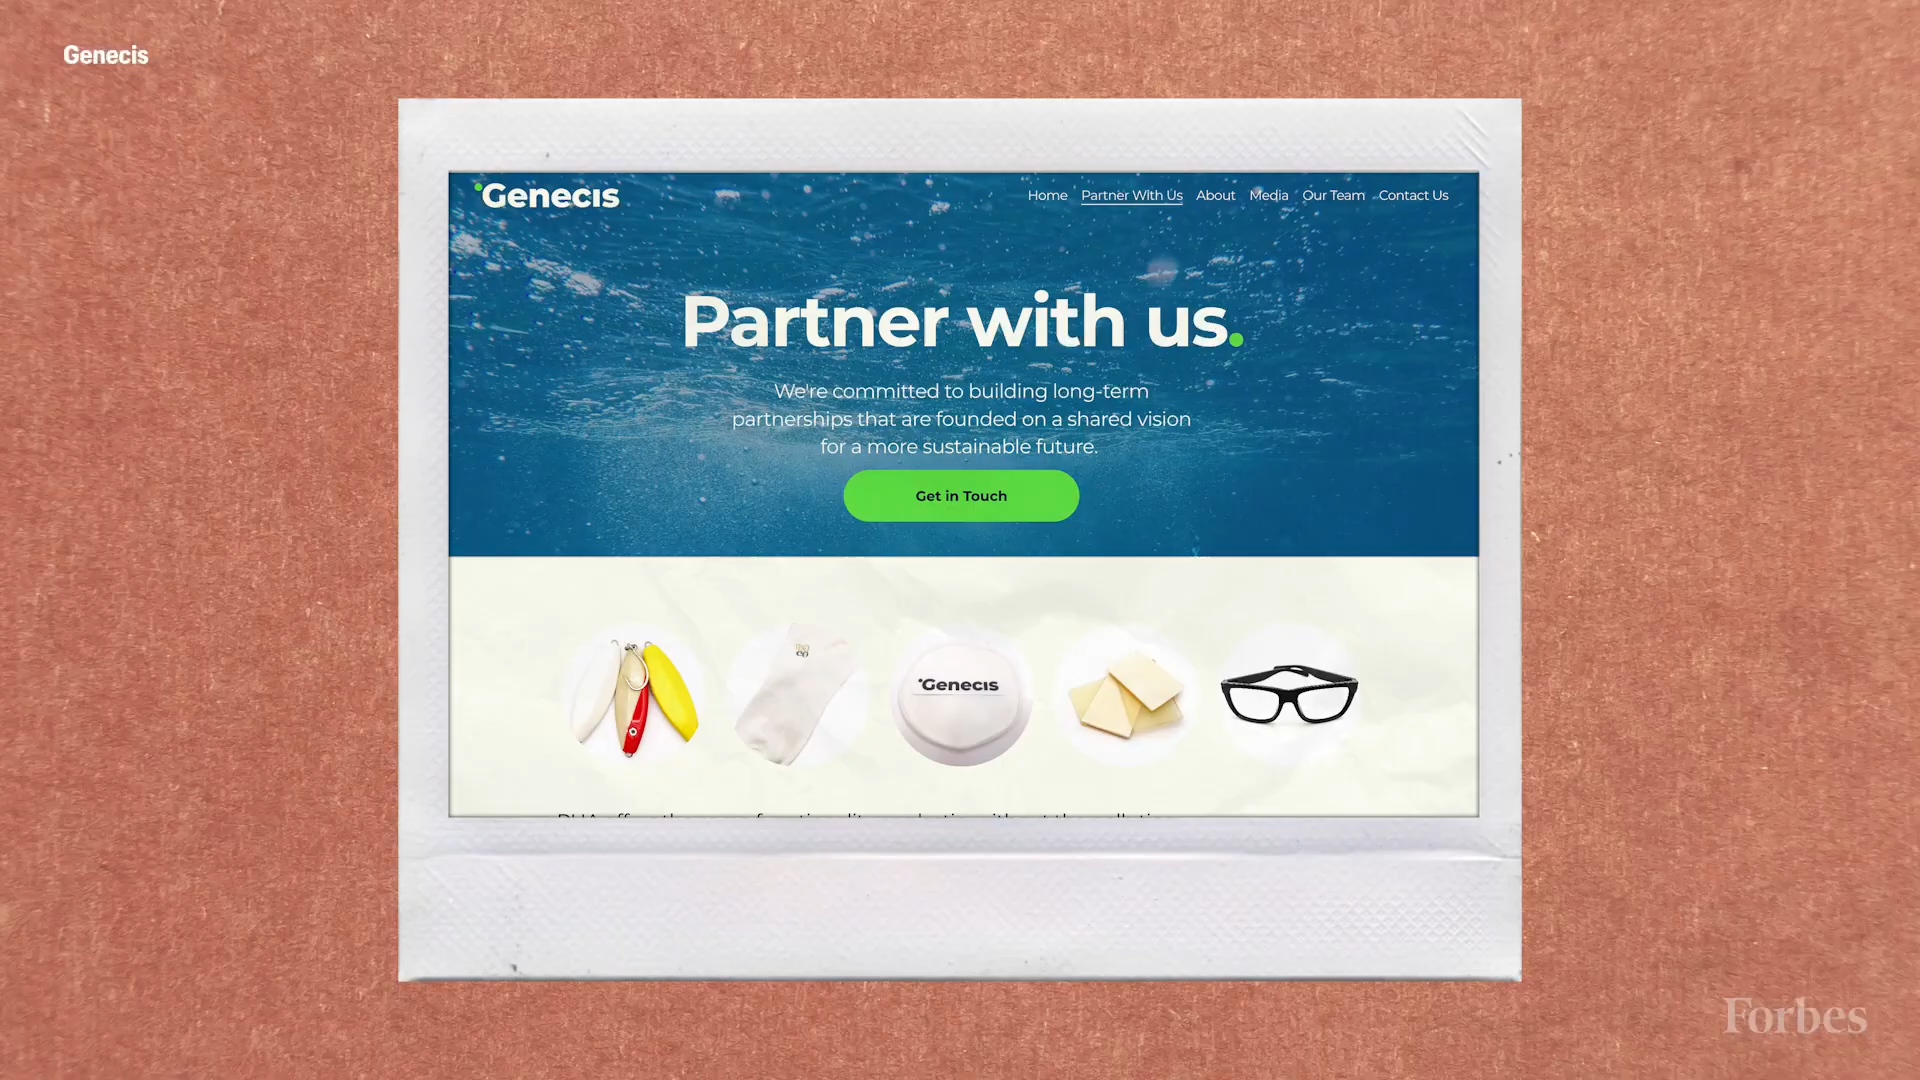 Genecis
Genecis
Home Partner With Us About Media Our Team Contact Us
Partner with us.
We're committed to building long-term
partnerships that are founded on a shared vision
for a more sustainable future.
Get in Touch
Genecis
Forbes